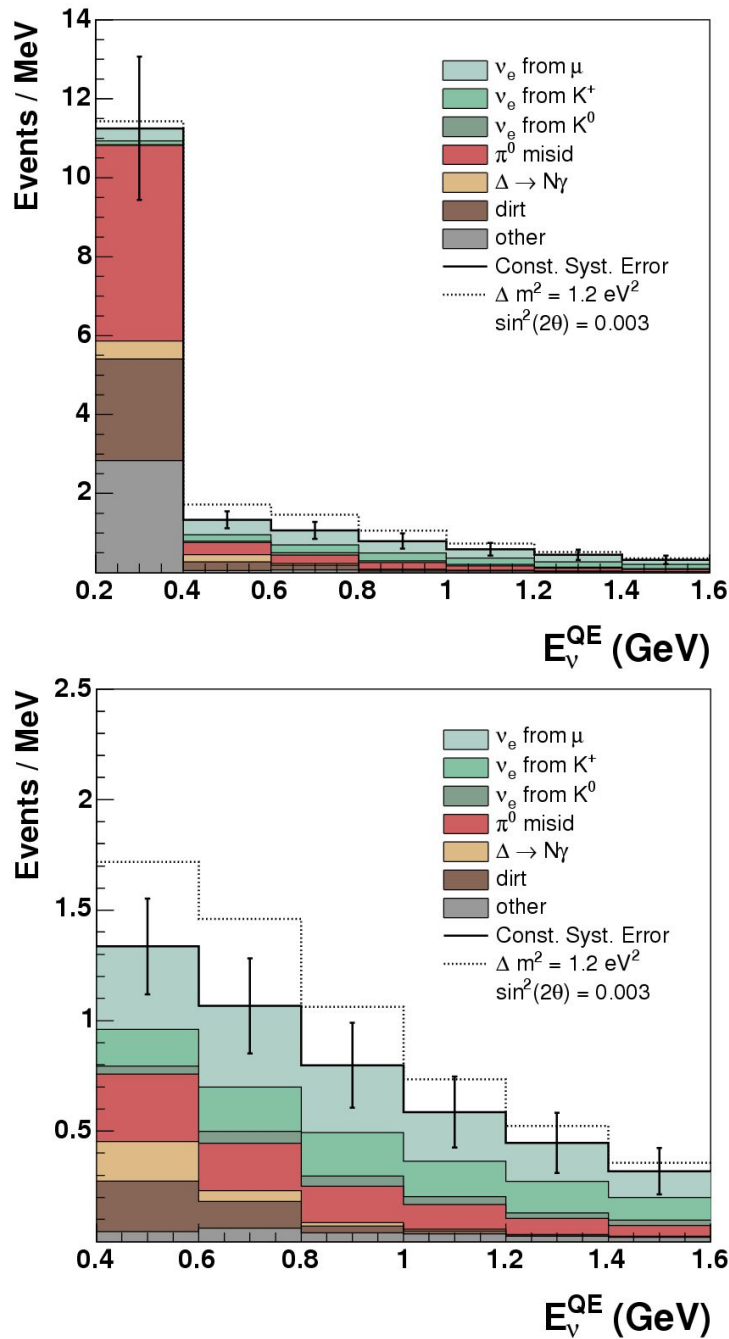 Events / MeV
14
12
10
8
6
4
2
ν_e from μ
ν_e from K⁺
ν_e from K⁰
π⁰ misid
Δ → Nγ
dirt
other
Const. Syst. Error
Δ m² = 1.2 eV²
sin²(2θ) = 0.003
0.2 0.4 0.6 0.8 1 1.2 1.4 1.6
E_ν^QE (GeV)
Events / MeV
2.5
2
1.5
1
0.5
ν_e from μ
ν_e from K⁺
ν_e from K⁰
π⁰ misid
Δ → Nγ
dirt
other
Const. Syst. Error
Δ m² = 1.2 eV²
sin²(2θ) = 0.003
0.4 0.6 0.8 1 1.2 1.4 1.6
E_ν^QE (GeV)